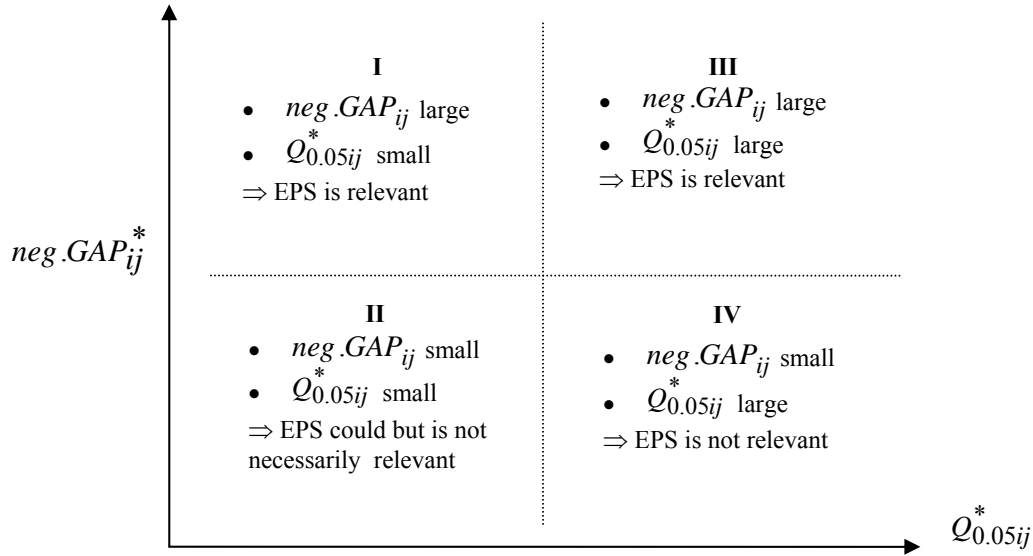 I
• neg.GAP_ij large
• Q*_0.05ij small
⇒ EPS is relevant
III
• neg.GAP_ij large
• Q*_0.05ij large
⇒ EPS is relevant
neg.GAP*_ij
II
• neg.GAP_ij small
• Q*_0.05ij small
⇒ EPS could but is not
necessarily relevant
IV
• neg.GAP_ij small
• Q*_0.05ij large
⇒ EPS is not relevant
Q*_0.05ij